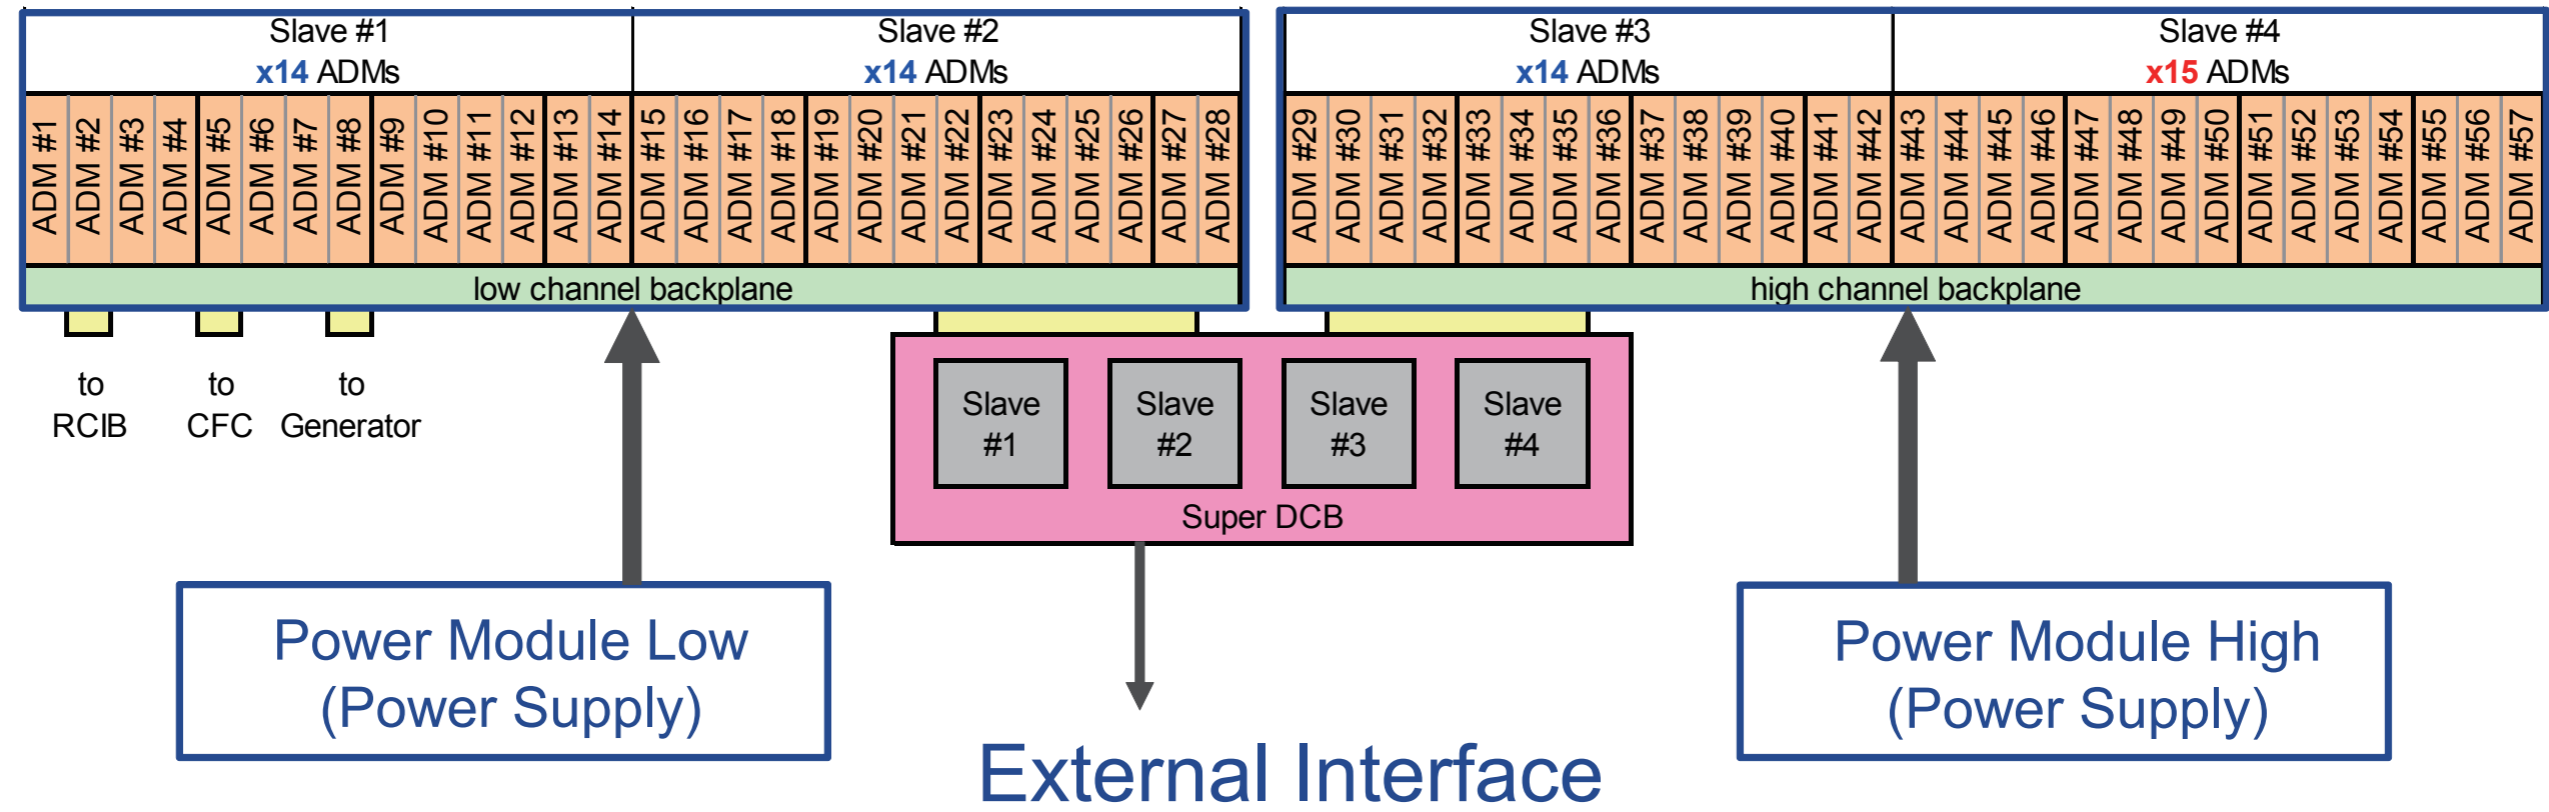 Slave #1
x14 ADMs
Slave #2
x14 ADMs
Slave #3
x14 ADMs
Slave #4
x15 ADMs
ADM #1
ADM #2
ADM #3
ADM #4
ADM #5
ADM #6
ADM #7
ADM #8
ADM #9
ADM #10
ADM #11
ADM #12
ADM #13
ADM #14
ADM #15
ADM #16
ADM #17
ADM #18
ADM #19
ADM #20
ADM #21
ADM #22
ADM #23
ADM #24
ADM #25
ADM #26
ADM #27
ADM #28
ADM #29
ADM #30
ADM #31
ADM #32
ADM #33
ADM #34
ADM #35
ADM #36
ADM #37
ADM #38
ADM #39
ADM #40
ADM #41
ADM #42
ADM #43
ADM #44
ADM #45
ADM #46
ADM #47
ADM #48
ADM #49
ADM #50
ADM #51
ADM #52
ADM #53
ADM #54
ADM #55
ADM #56
ADM #57
low channel backplane
high channel backplane
to
RCIB
to
CFC
to
Generator
Slave
#1
Slave
#2
Slave
#3
Slave
#4
Super DCB
Power Module Low
(Power Supply)
Power Module High
(Power Supply)
External Interface